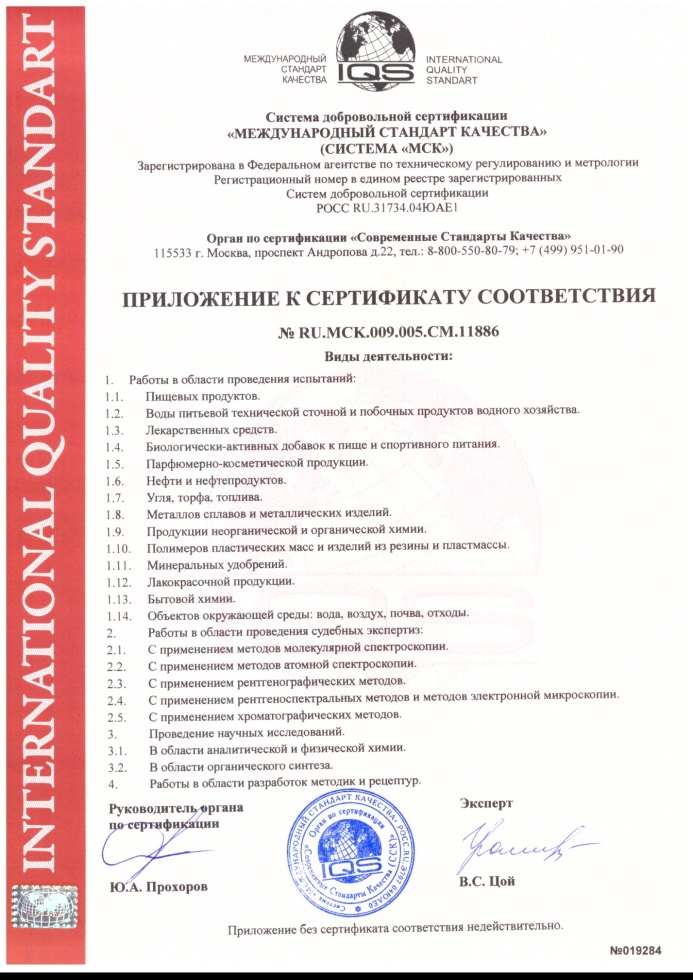 INTERNATIONAL QUALITY STANDART
МЕЖДУНАРОДНЫЙ
СТАНДАРТ
КАЧЕСТВА
IQS
INTERNATIONAL
QUALITY
STANDART
Система добровольной сертификации
«МЕЖДУНАРОДНЫЙ СТАНДАРТ КАЧЕСТВА»
(СИСТЕМА «МСК»)
Зарегистрирована в Федеральном агентстве по техническому регулированию и метрологии
Регистрационный номер в едином реестре зарегистрированных
Систем добровольной сертификации
РОСС RU.31734.04ЮАЕ1
Орган по сертификации «Современные Стандарты Качества»
115533 г. Москва, проспект Андропова д.22, тел.: 8-800-550-80-79; +7 (499) 951-01-90
ПРИЛОЖЕНИЕ К СЕРТИФИКАТУ СООТВЕТСТВИЯ
№ RU.МСК.009.005.СМ.11886
Виды деятельности:
1. Работы в области проведения испытаний:
1.1. Пищевых продуктов.
1.2. Воды питьевой технической сточной и побочных продуктов водного хозяйства.
1.3. Лекарственных средств.
1.4. Биологически-активных добавок к пище и спортивного питания.
1.5. Парфюмерно-косметической продукции.
1.6. Нефти и нефтепродуктов.
1.7. Угля, торфа, топлива.
1.8. Металлов сплавов и металлических изделий.
1.9. Продукции неорганической и органической химии.
1.10. Полимеров пластических масс и изделий из резины и пластмассы.
1.11. Минеральных удобрений.
1.12. Лакокрасочной продукции.
1.13. Бытовой химии.
1.14. Объектов окружающей среды: вода, воздух, почва, отходы.
2. Работы в области проведения судебных экспертиз:
2.1. С применением методов молекулярной спектроскопии.
2.2. С применением методов атомной спектроскопии.
2.3. С применением рентгенографических методов.
2.4. С применением рентгеноспектральных методов и методов электронной микроскопии.
2.5. С применением хроматографических методов.
3. Проведение научных исследований.
3.1. В области аналитической и физической химии.
3.2. В области органического синтеза.
4. Работы в области разработок методик и рецептур.
Руководитель органа
по сертификации
Ю.А. Прохоров
МЕЖДУНАРОДНЫЙ СТАНДАРТ КАЧЕСТВА
Орган по сертификации
«Современные Стандарты Качества»
IQS
Эксперт
В.С. Цой
Приложение без сертификата соответствия недействительно.
№019284